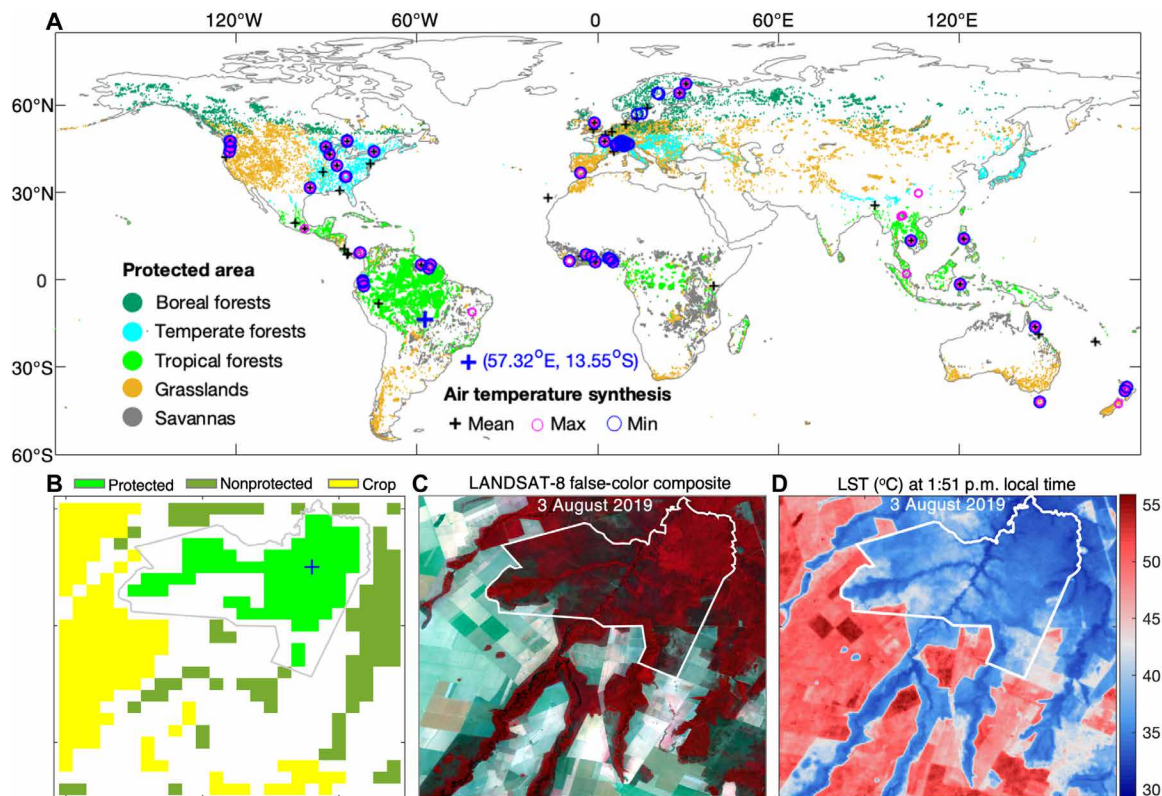 A
120°W 60°W 0 60°E 120°E
60°N
30°N
0
30°S
60°S
Protected area
Boreal forests
Temperate forests
Tropical forests
Grasslands
Savannas
+ (57.32°E, 13.55°S)
Air temperature synthesis
+ Mean Max Min
B Protected Nonprotected Crop
C LANDSAT-8 false-color composite
3 August 2019
D LST (°C) at 1:51 p.m. local time
3 August 2019
55
50
45
40
35
30